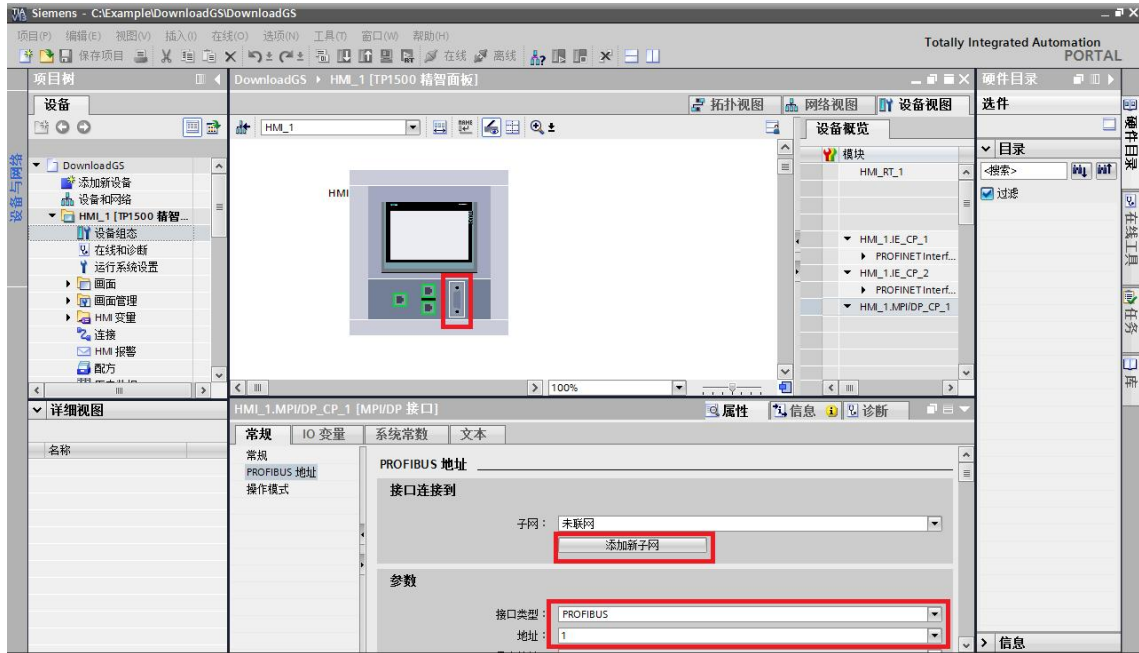 Siemens - C:\Example\DownloadGS\DownloadGS
项目(P) 编辑(E) 视图(V) 插入(I) 在线(O) 选项(N) 工具(T) 窗口(W) 帮助(H)
Totally Integrated Automation
PORTAL
保存项目 在线 离线
项目树
DownloadGS ▸ HMI_1 [TP1500 精智面板]
硬件目录
设备
拓扑视图 网络视图 设备视图
选件
HMI_1
设备概览
模块
目录
<搜索>
过滤
DownloadGS
添加新设备
设备和网络
HMI_1 [TP1500 精智...
设备组态
在线和诊断
运行系统设置
画面
画面管理
HMI 变量
连接
HMI 报警
配方
HMI
HMI_RT_1
HMI_1.IE_CP_1
PROFINET Interf...
HMI_1.IE_CP_2
PROFINET Interf...
HMI_1.MPI/DP_CP_1
100%
设备与网络
硬件目录
在线工具
任务
库
详细视图
名称
HMI_1.MPI/DP_CP_1 [MPI/DP 接口]
属性 信息 诊断
常规 IO 变量 系统常数 文本
常规
PROFIBUS 地址
操作模式
PROFIBUS 地址
接口连接到
子网： 未联网
添加新子网
参数
接口类型： PROFIBUS
地址： 1
信息